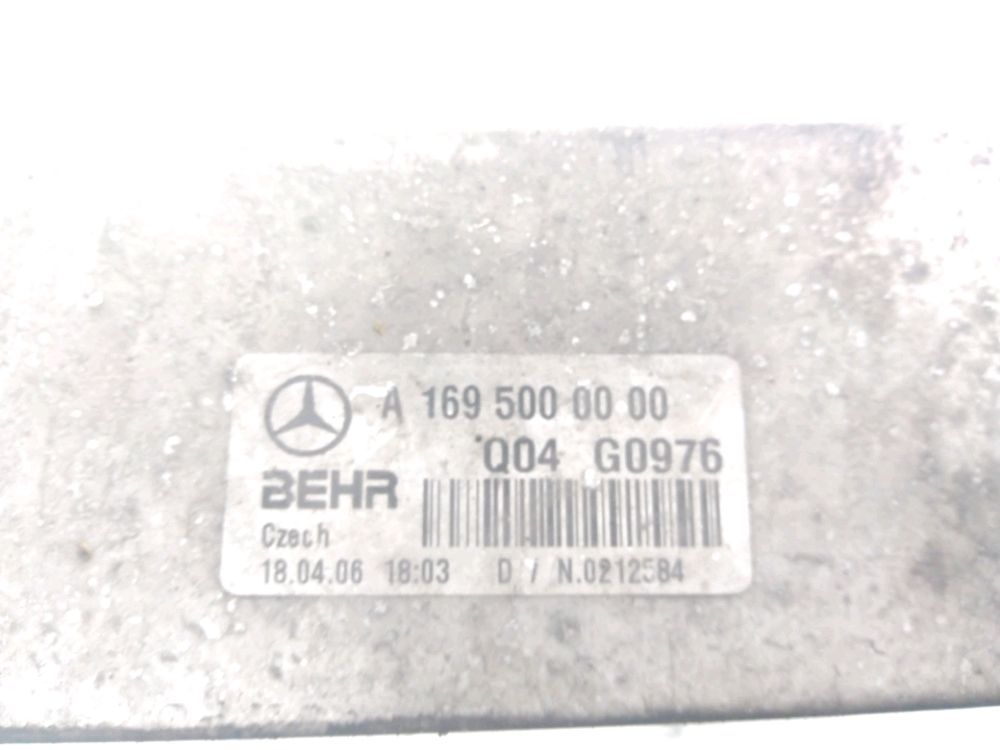 A 169 500 00 00
Q04 G0976
BEHR
Czech
18.04.06 18:03 D / N.0212584